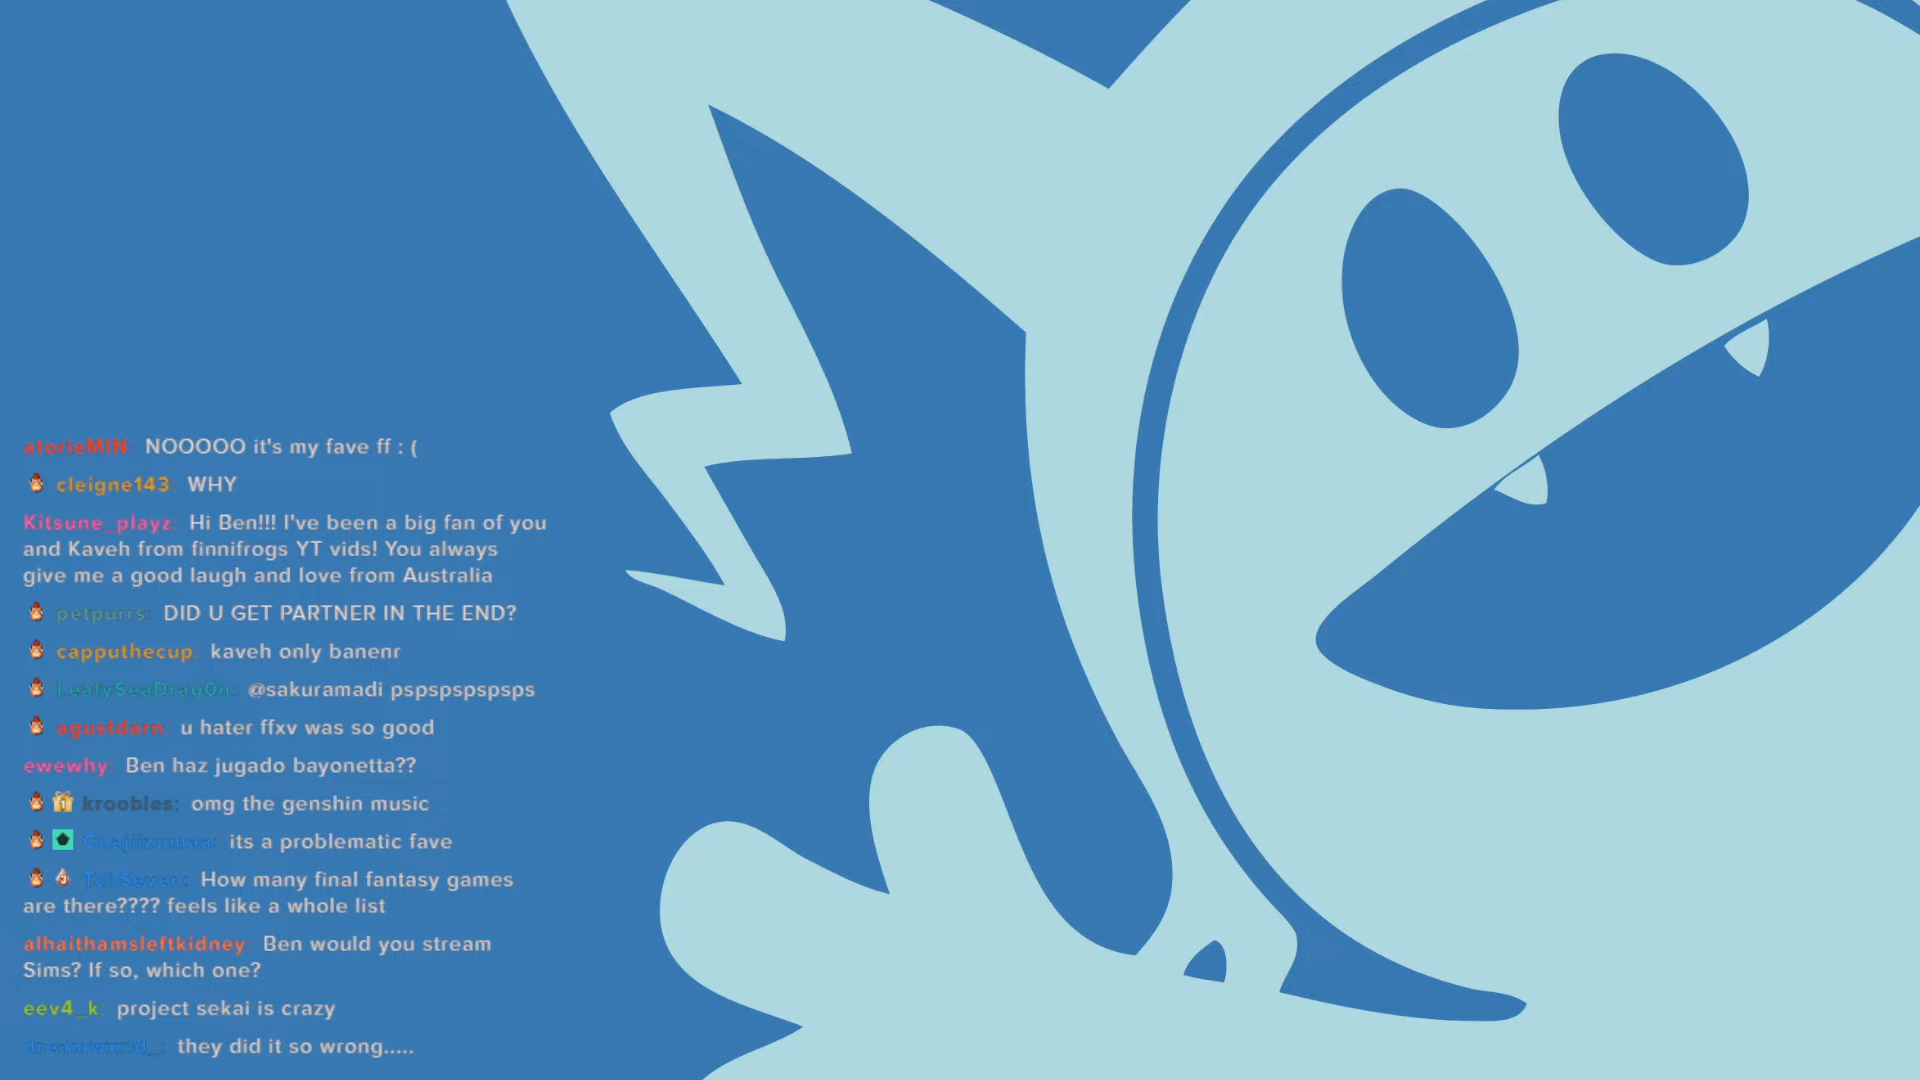 atorieMIN: NOOOOO it's my fave ff : (
cleigne143: WHY
Kitsune_playz: Hi Ben!!! I've been a big fan of you
and Kaveh from finnifrogs YT vids! You always
give me a good laugh and love from Australia
petpurrs: DID U GET PARTNER IN THE END?
capputhecup: kaveh only banenr
LeafySeaDrag0n: @sakuramadi pspspspspsps
agustdarn: u hater ffxv was so good
ewewhy: Ben haz jugado bayonetta??
kroobles: omg the genshin music
its a problematic fave
How many final fantasy games
are there???? feels like a whole list
alhaithamsleftkidney: Ben would you stream
Sims? If so, which one?
eev4_k: project sekai is crazy
they did it so wrong.....